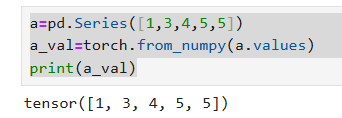 a=pd.Series([1,3,4,5,5])
a_val=torch.from_numpy(a.values)
print(a_val)
tensor([1, 3, 4, 5, 5])